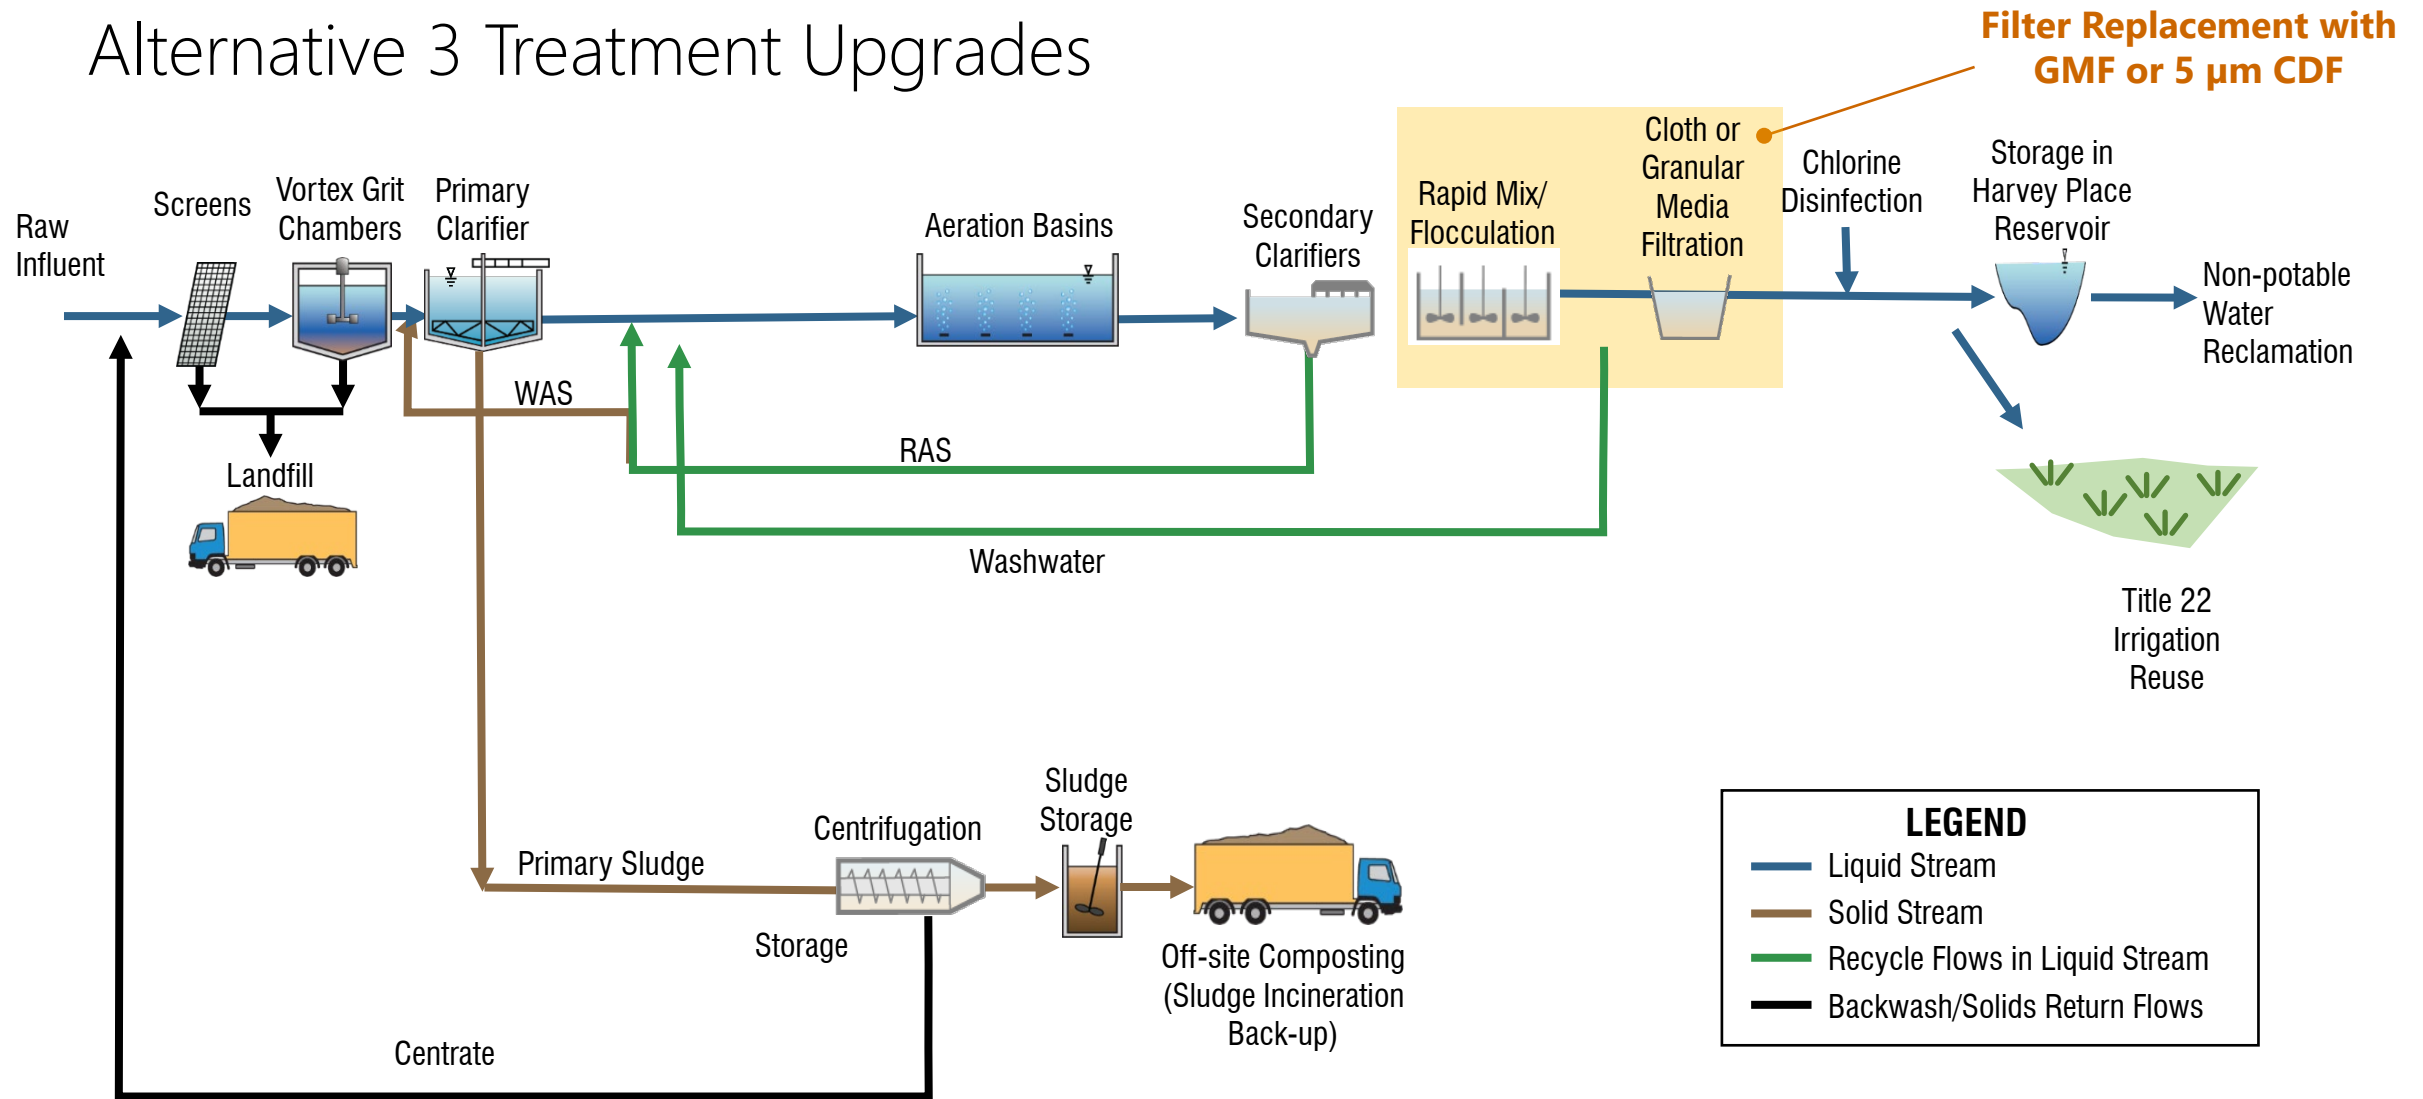 Alternative 3 Treatment Upgrades
Filter Replacement with
GMF or 5 µm CDF
Raw
Influent
Screens
Vortex Grit
Chambers
Primary
Clarifier
Aeration Basins
Secondary
Clarifiers
Rapid Mix/
Flocculation
Cloth or
Granular
Media
Filtration
Chlorine
Disinfection
Storage in
Harvey Place
Reservoir
Non-potable
Water
Reclamation
WAS
RAS
Landfill
Washwater
Title 22
Irrigation
Reuse
Primary Sludge
Centrifugation
Sludge
Storage
Storage
Off-site Composting
(Sludge Incineration
Back-up)
Centrate
LEGEND
Liquid Stream
Solid Stream
Recycle Flows in Liquid Stream
Backwash/Solids Return Flows